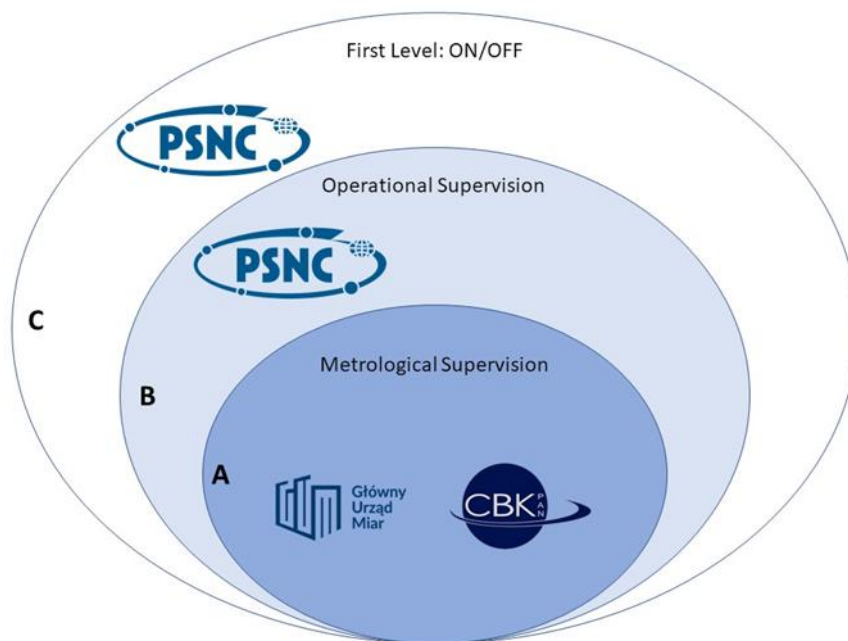 First Level: ON/OFF
PSNC
Operational Supervision
PSNC
C
Metrological Supervision
B
A
Główny
Urząd
Miar
CBK
PAN